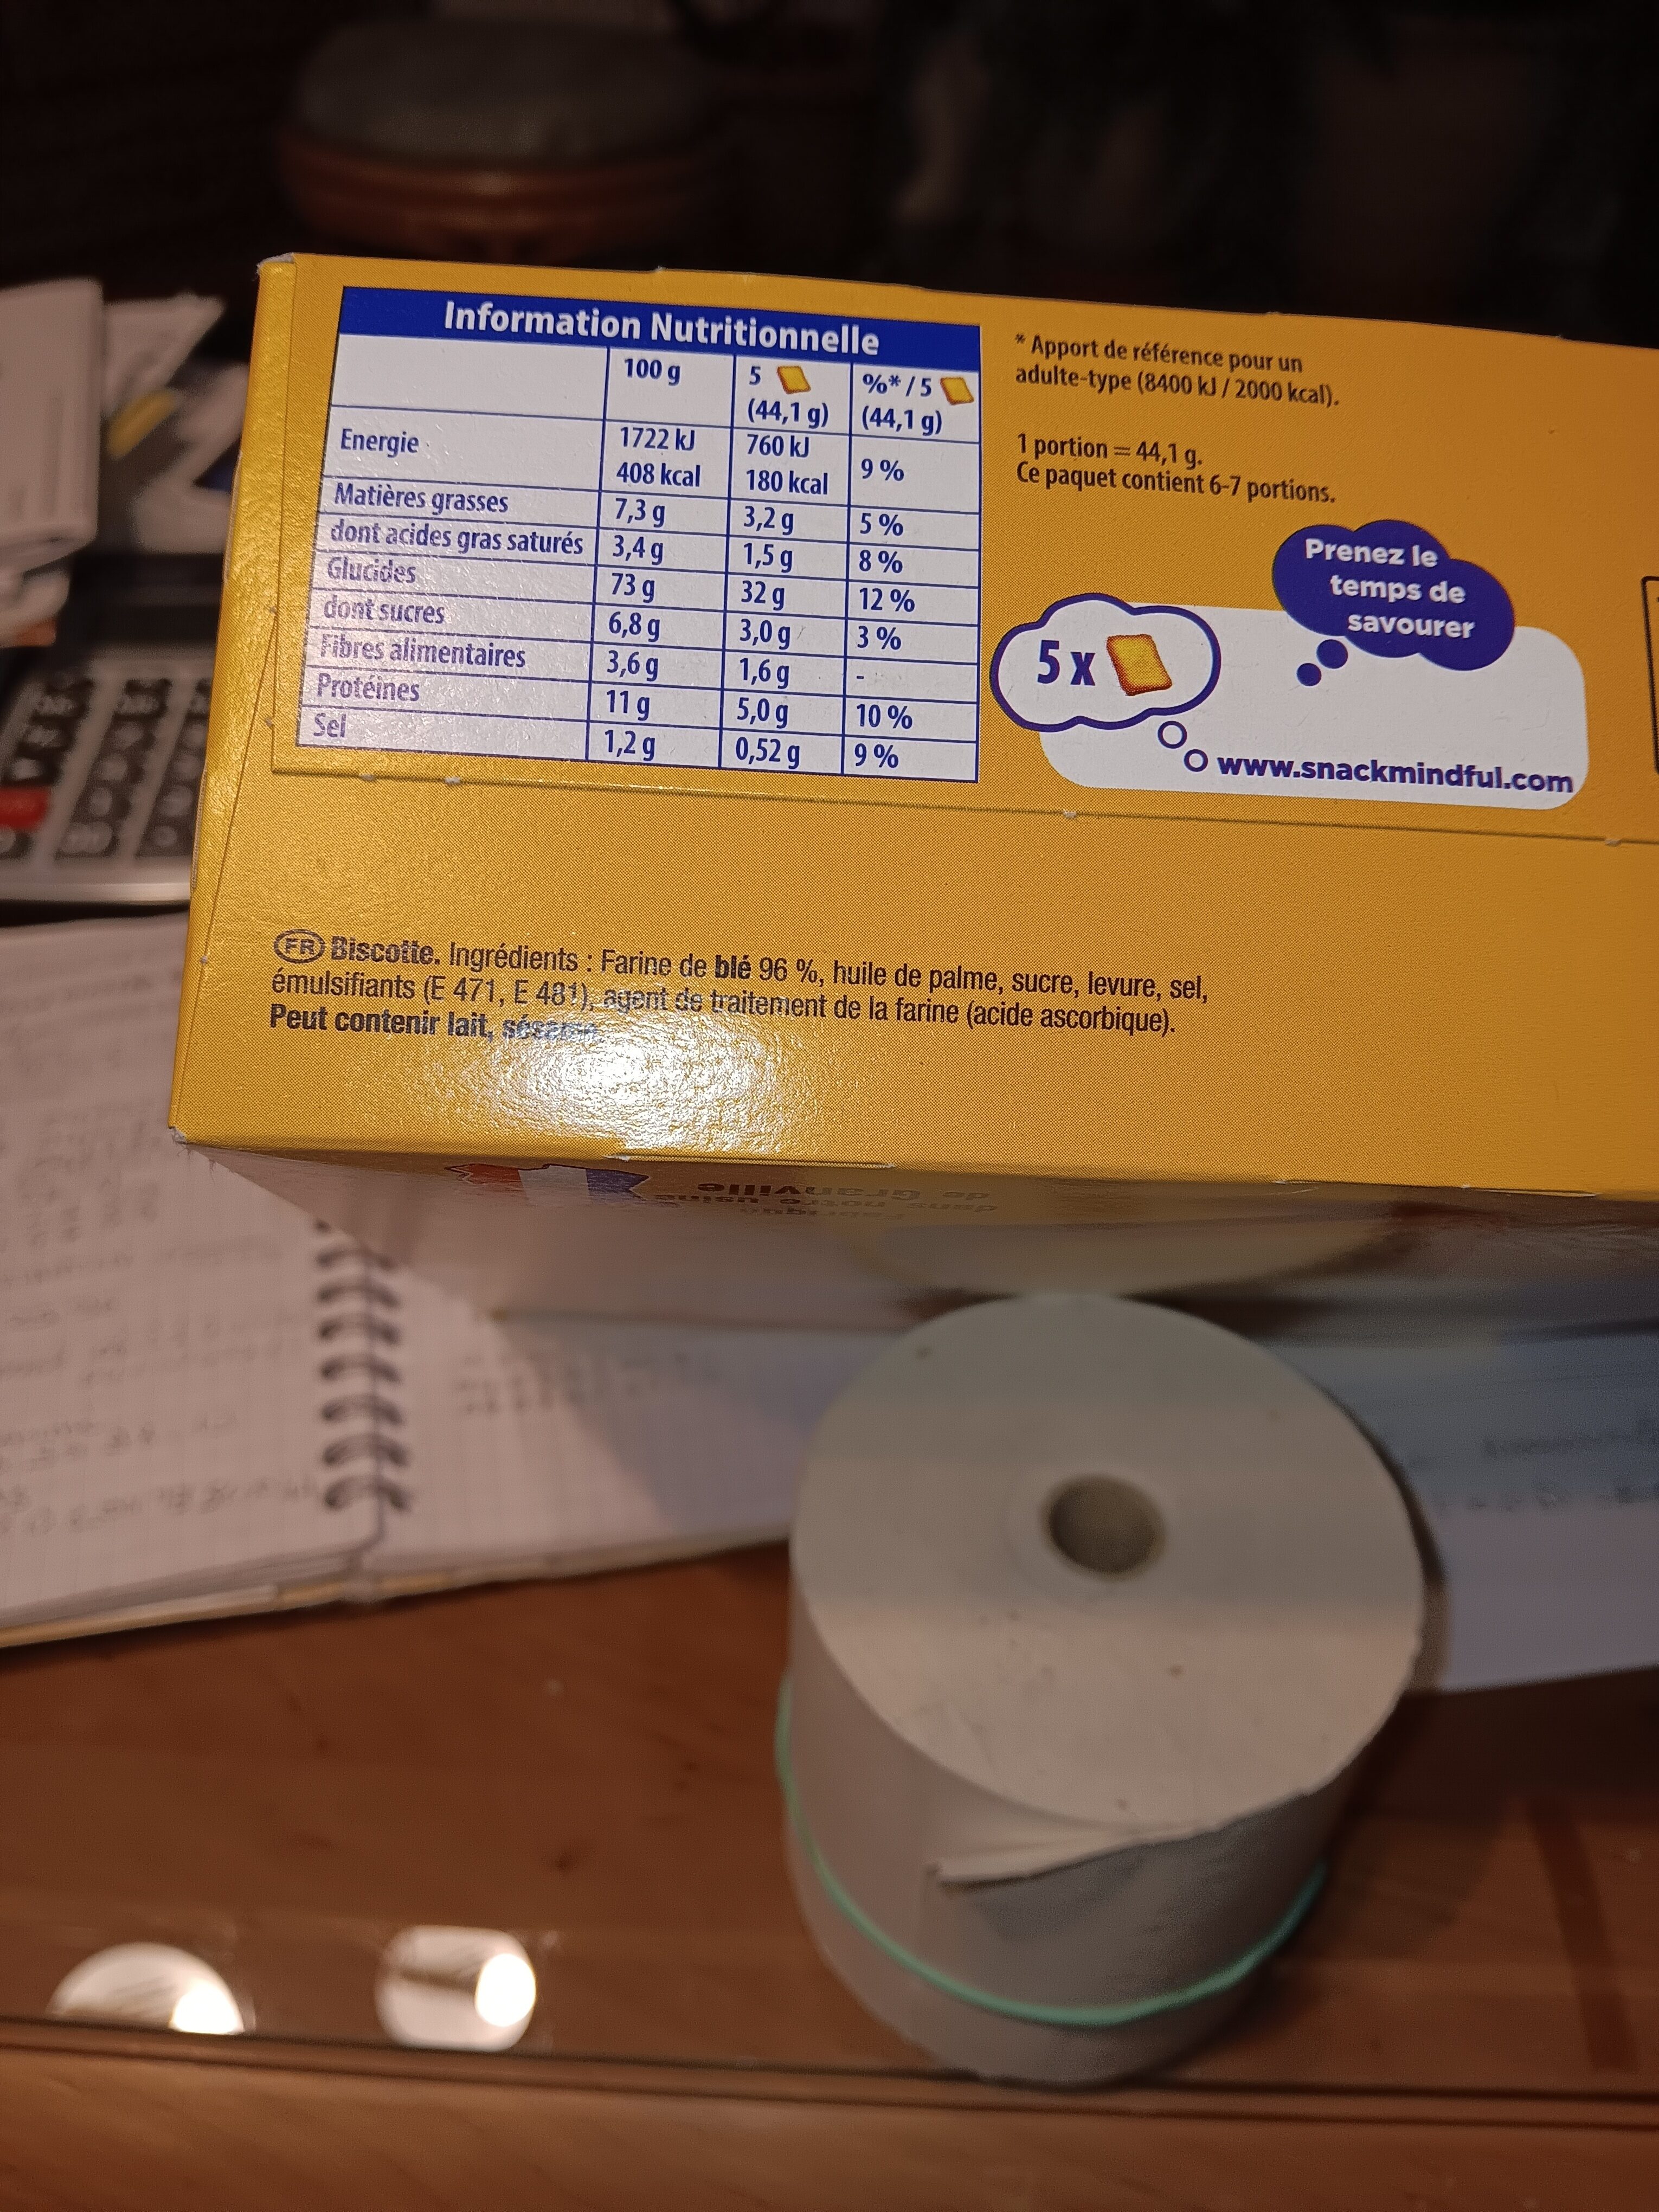 Information Nutritionnelle
100 g 5 %* / 5
(44,1 g) (44,1 g)
Energie 1722 kJ 760 kJ 9 %
408 kcal 180 kcal
Matières grasses 7,3 g 3,2 g 5 %
dont acides gras saturés 3,4 g 1,5 g 8 %
Glucides 73 g 32 g 12 %
dont sucres 6,8 g 3,0 g 3 %
Fibres alimentaires 3,6 g 1,6 g -
Protéines 11 g 5,0 g 10 %
Sel 1,2 g 0,52 g 9 %
* Apport de référence pour un
adulte-type (8400 kJ / 2000 kcal).
1 portion = 44,1 g.
Ce paquet contient 6-7 portions.
Prenez le
temps de
savourer
5 x
www.snackmindful.com
FR Biscotte. Ingrédients : Farine de blé 96 %, huile de palme, sucre, levure, sel,
émulsifiants (E 471, E 481), agent de traitement de la farine (acide ascorbique).
Peut contenir lait, sésame.
Fabriqué
dans notre usine
de Granville